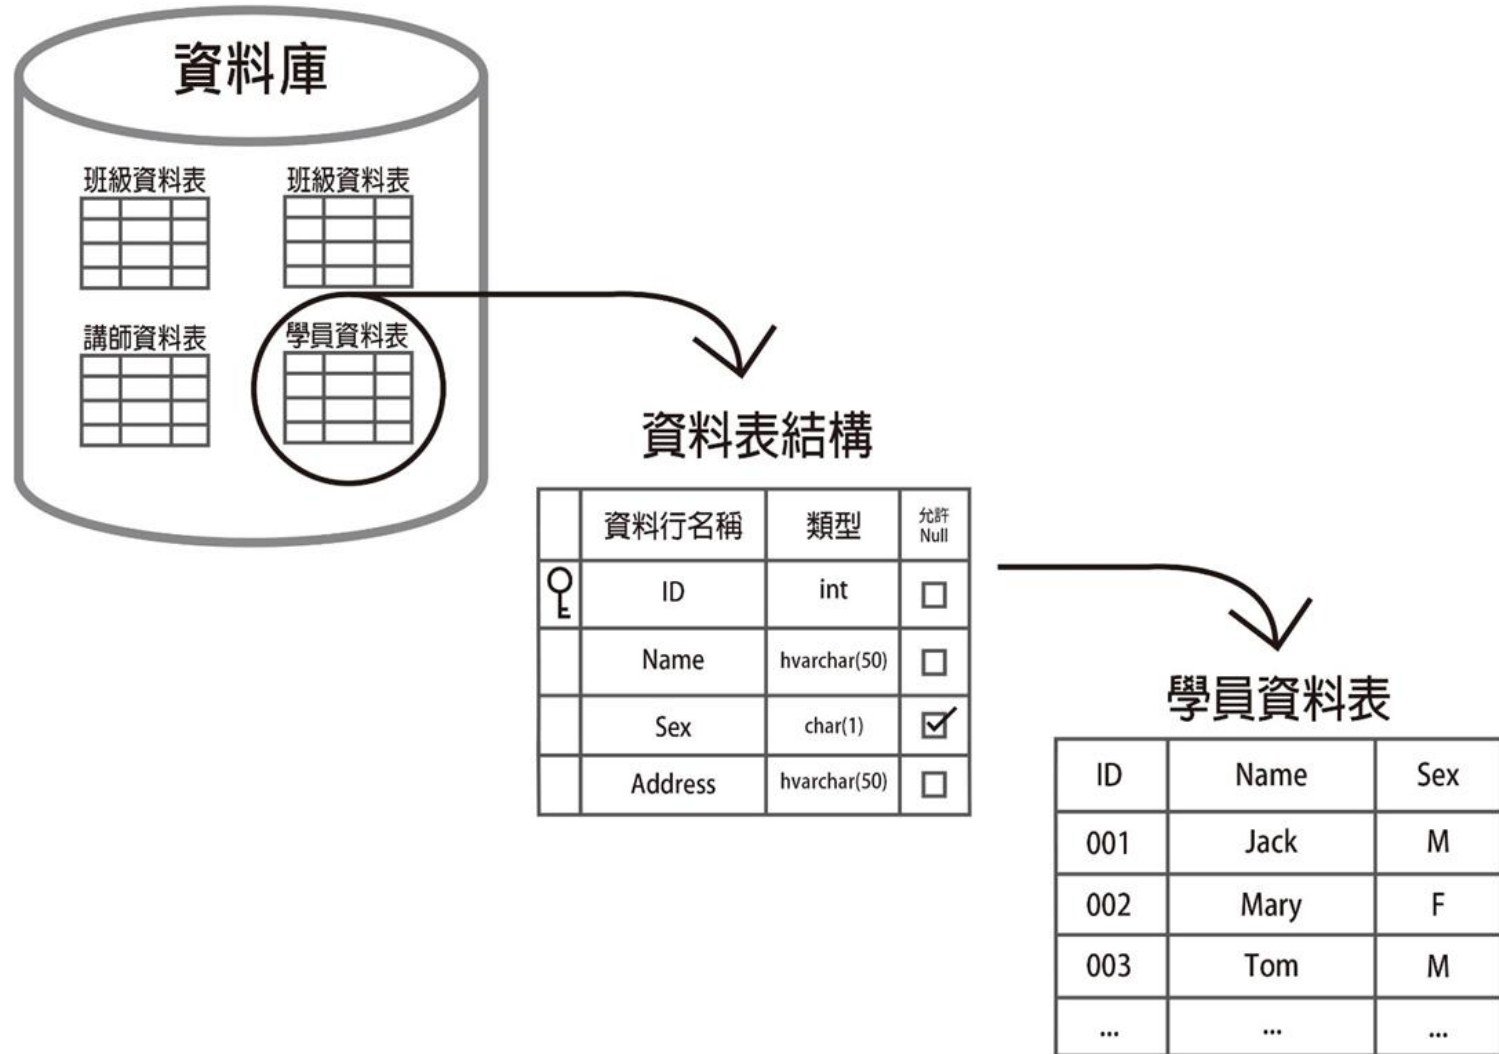 資料庫
班級資料表 班級資料表
講師資料表 學員資料表
資料表結構
資料行名稱 類型 允許 Null
ID int
Name hvarchar(50)
Sex char(1)
Address hvarchar(50)
學員資料表
ID Name Sex
001 Jack M
002 Mary F
003 Tom M
... ... ...